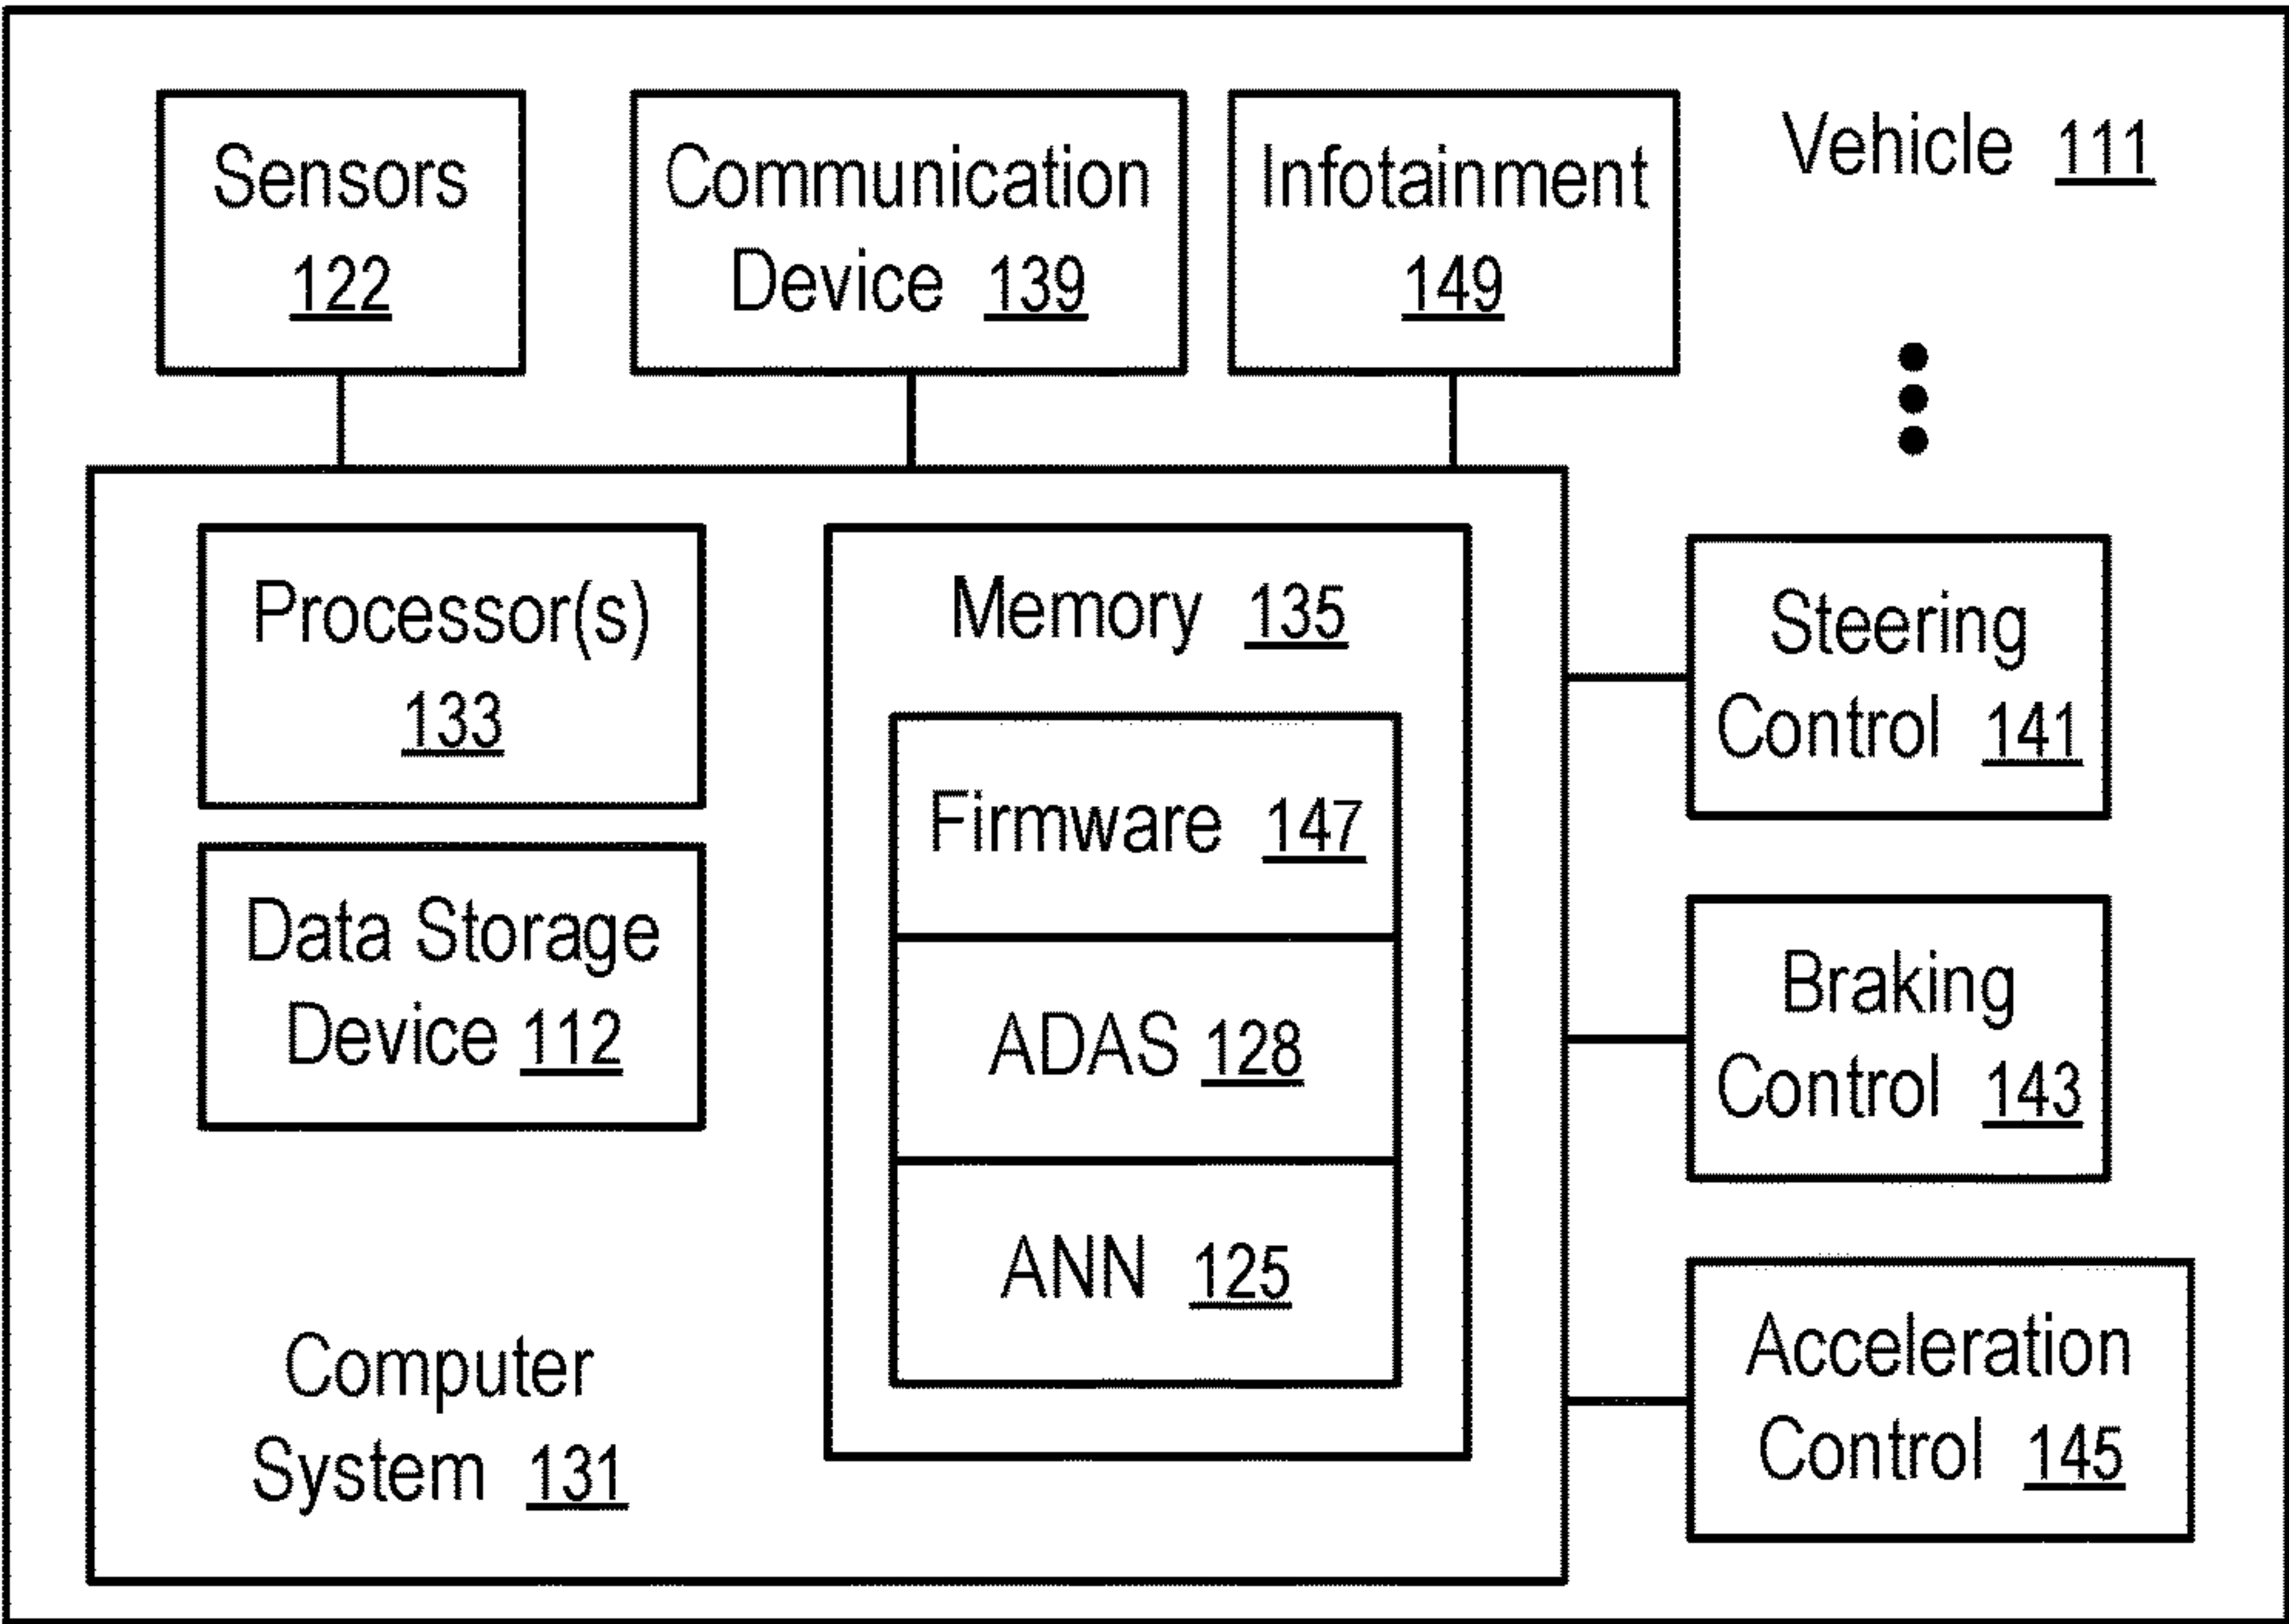 Sensors
122
Communication
Device 139
Infotainment
149
Vehicle 111
Processor(s)
133
Data Storage
Device 112
Computer
System 131
Memory 135
Firmware 147
ADAS 128
ANN 125
Steering
Control 141
Braking
Control 143
Acceleration
Control 145